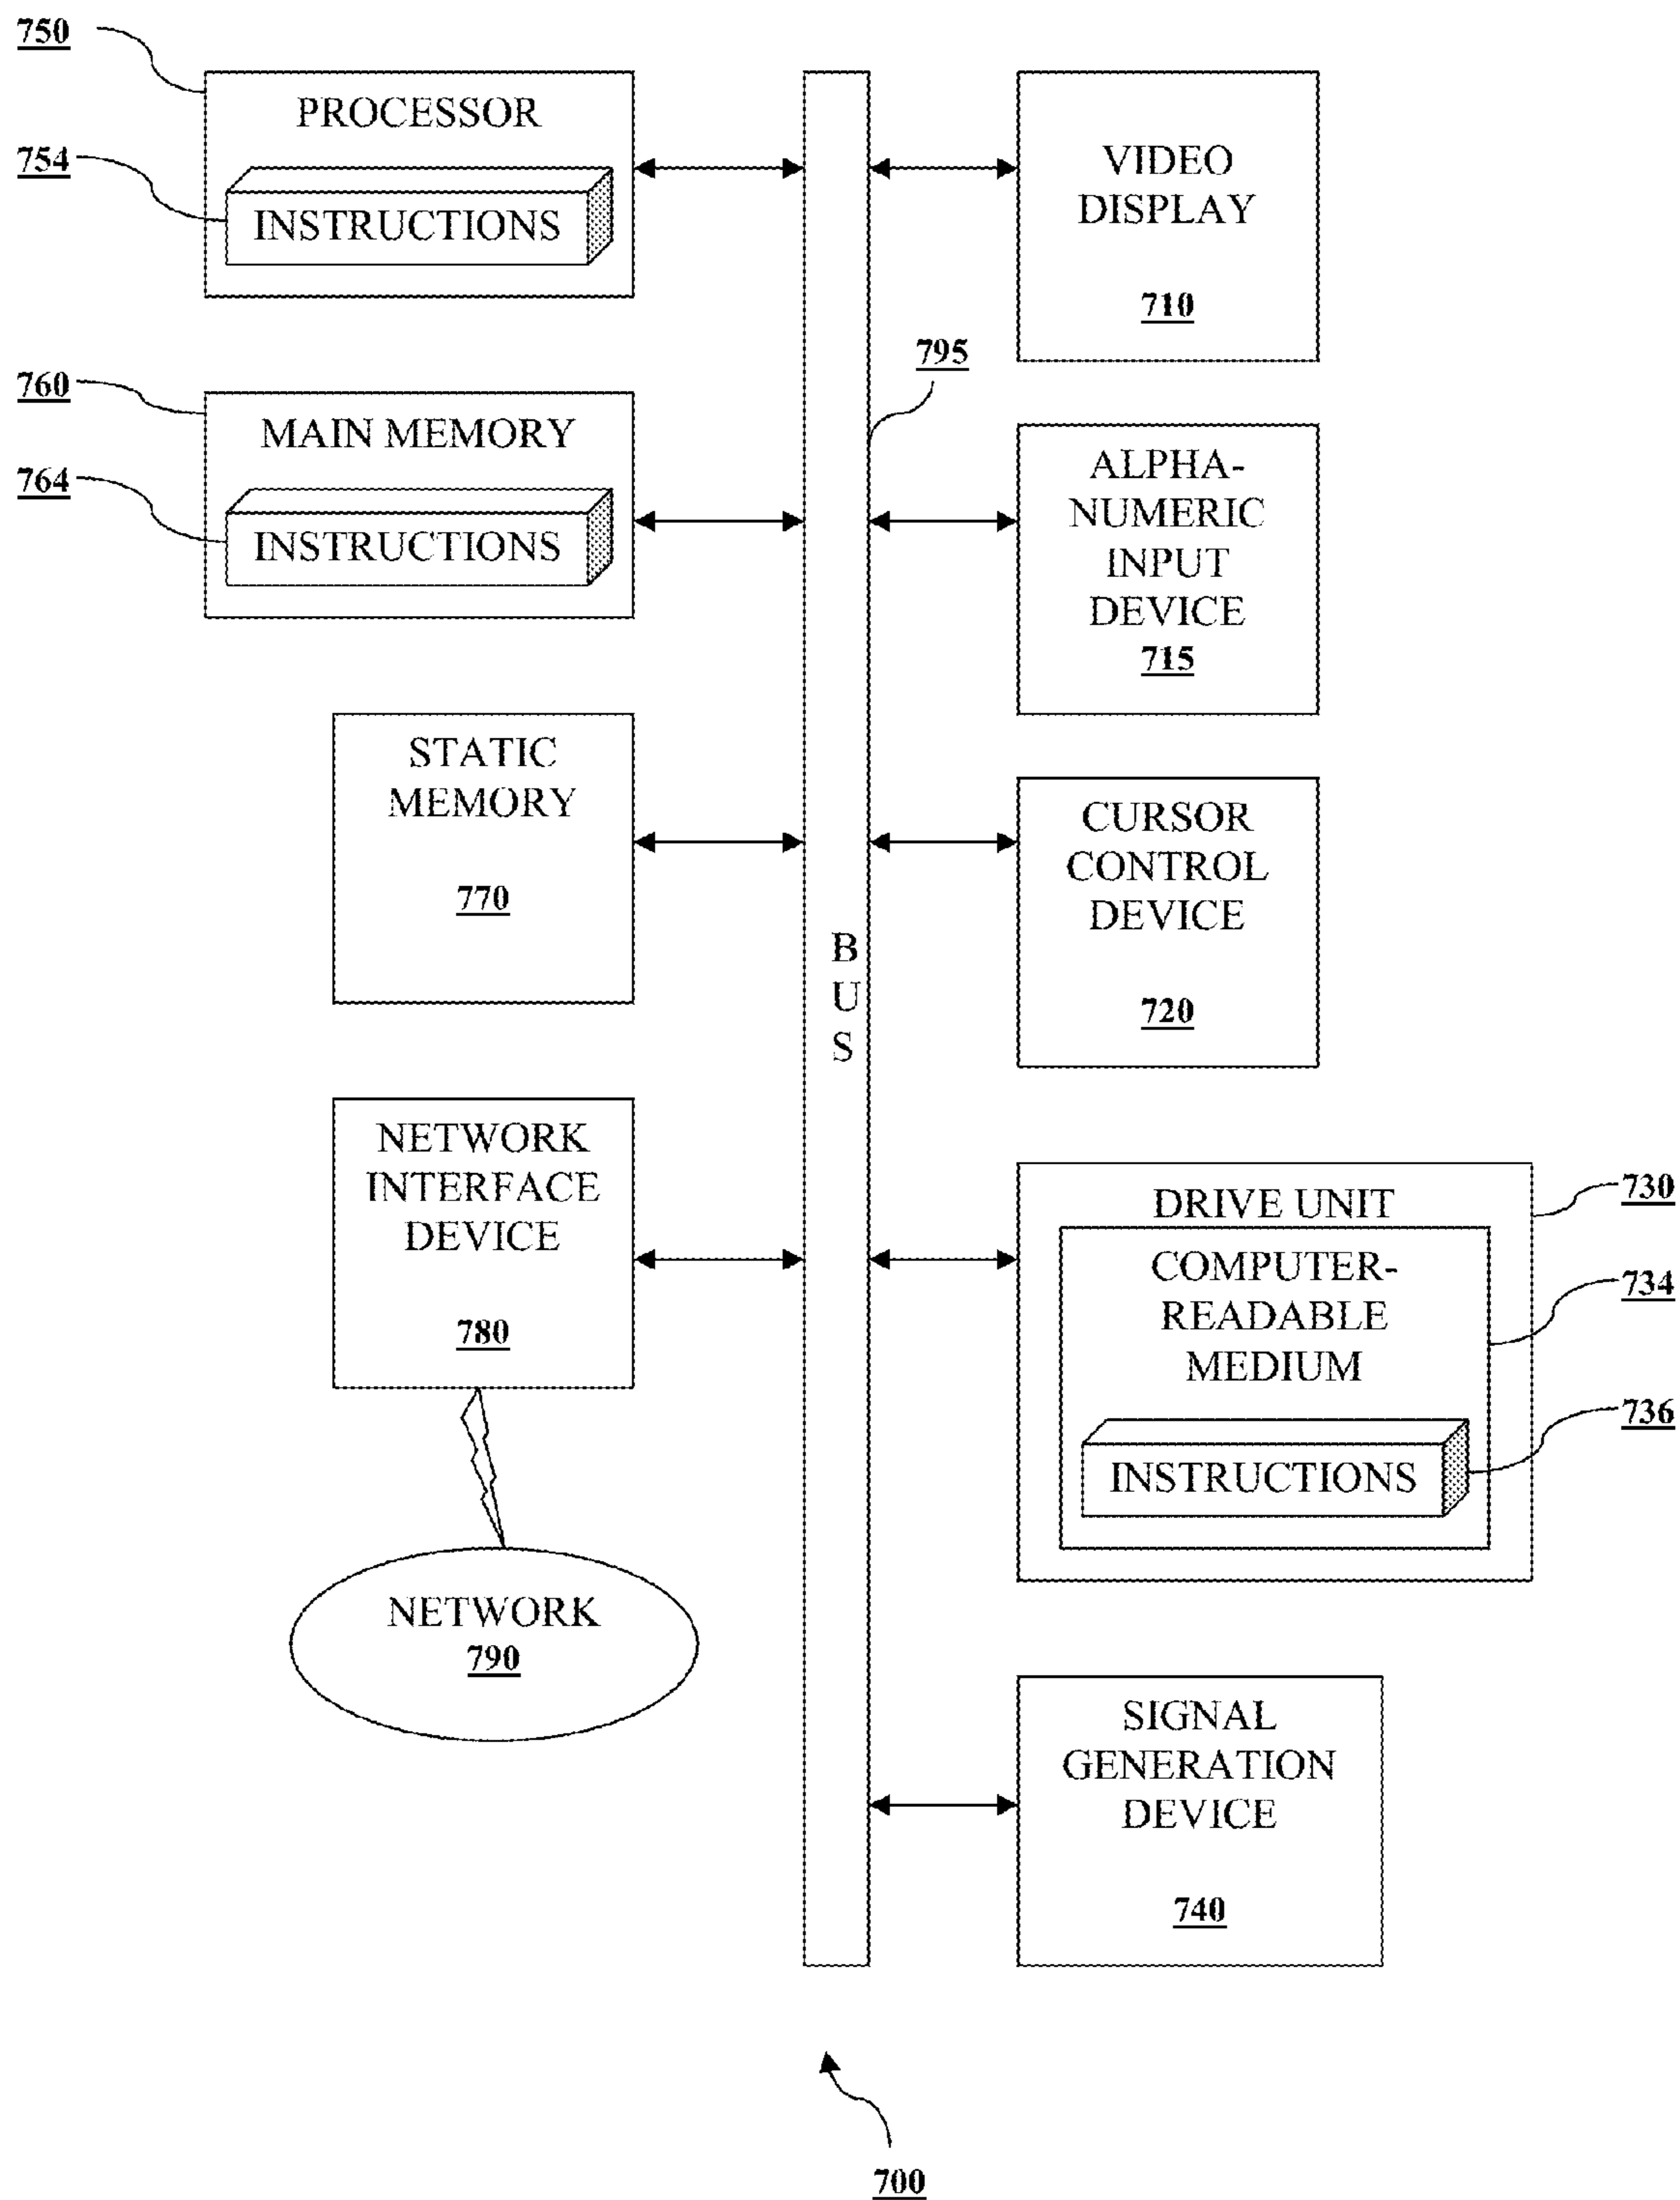 750
PROCESSOR
754
INSTRUCTIONS
760
MAIN MEMORY
764
INSTRUCTIONS
STATIC
MEMORY
770
NETWORK
INTERFACE
DEVICE
780
NETWORK
790
B
U
S
795
VIDEO
DISPLAY
710
ALPHA-
NUMERIC
INPUT
DEVICE
715
CURSOR
CONTROL
DEVICE
720
DRIVE UNIT
730
COMPUTER-
READABLE
MEDIUM
734
INSTRUCTIONS
736
SIGNAL
GENERATION
DEVICE
740
700